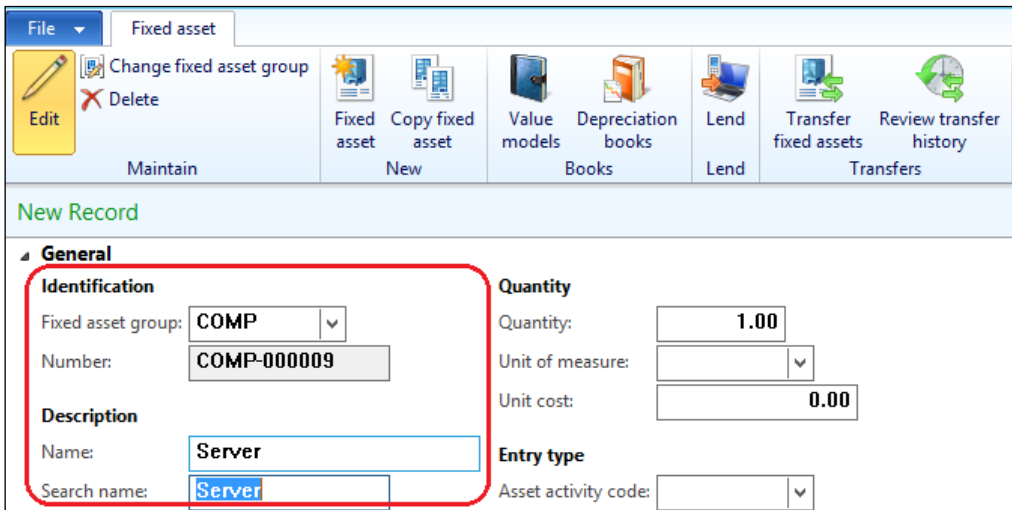 File Fixed asset
Edit
Change fixed asset group
Delete
Maintain
Fixed asset
Copy fixed asset
New
Value models
Depreciation books
Books
Lend
Lend
Transfer fixed assets
Review transfer history
Transfers
New Record
General
Identification
Fixed asset group: COMP
Number: COMP-000009
Description
Name: Server
Search name: Server
Quantity
Quantity: 1.00
Unit of measure:
Unit cost: 0.00
Entry type
Asset activity code: